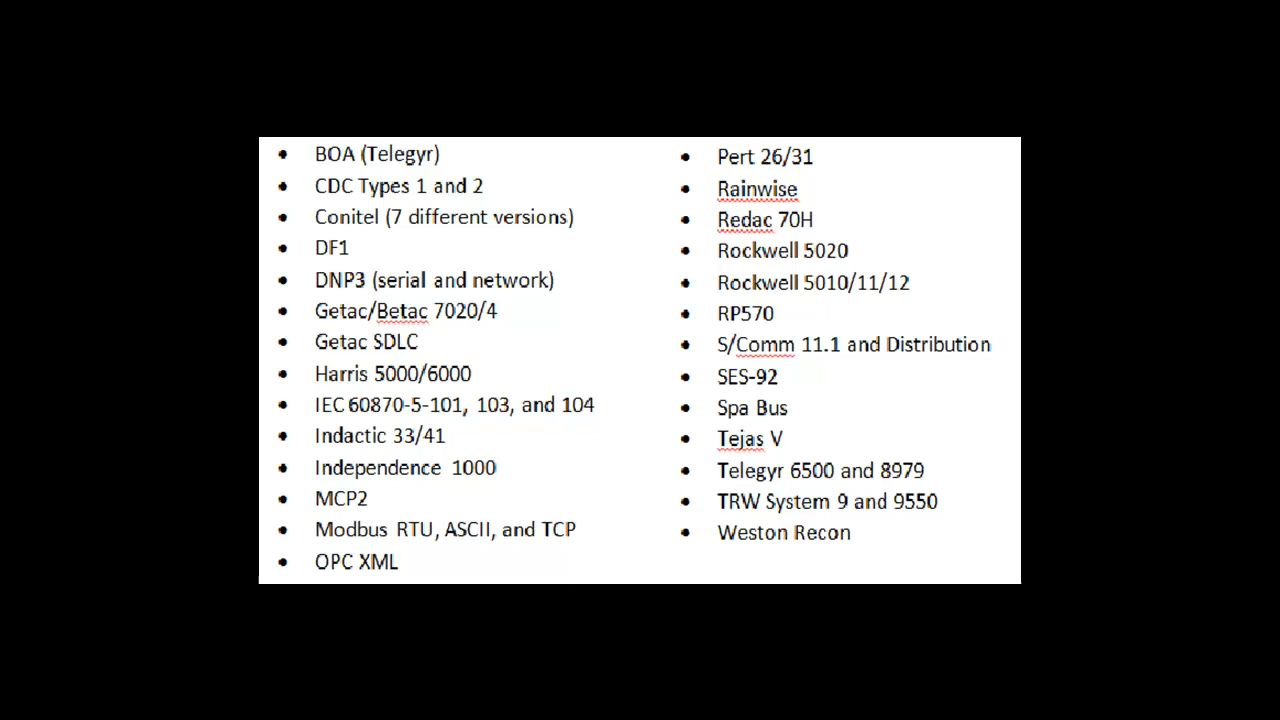 • BOA (Telegyr)
• CDC Types 1 and 2
• Conitel (7 different versions)
• DF1
• DNP3 (serial and network)
• Getac/Betac 7020/4
• Getac SDLC
• Harris 5000/6000
• IEC 60870-5-101, 103, and 104
• Indactic 33/41
• Independence 1000
• MCP2
• Modbus RTU, ASCII, and TCP
• OPC XML
• Pert 26/31
• Rainwise
• Redac 70H
• Rockwell 5020
• Rockwell 5010/11/12
• RP570
• S/Comm 11.1 and Distribution
• SES-92
• Spa Bus
• Tejas V
• Telegyr 6500 and 8979
• TRW System 9 and 9550
• Weston Recon